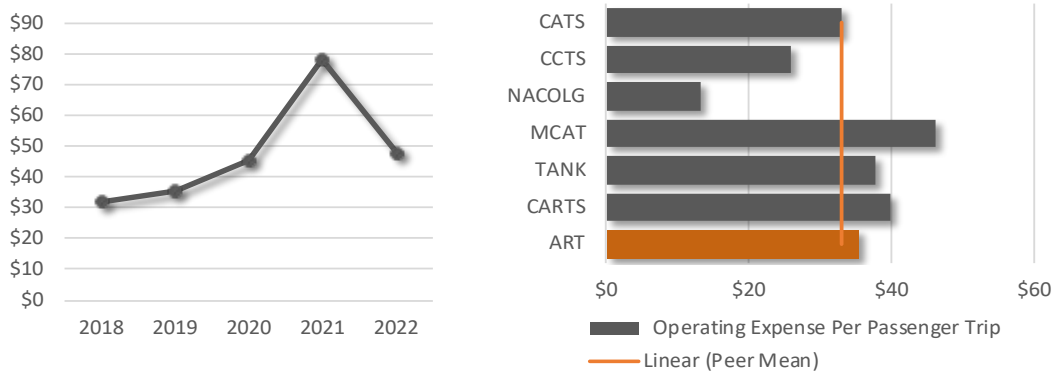 $90
$80
$70
$60
$50
$40
$30
$20
$10
$0
2018 2019 2020 2021 2022
CATS
CCTS
NACOLG
MCAT
TANK
CARTS
ART
$0 $20 $40 $60
Operating Expense Per Passenger Trip
Linear (Peer Mean)